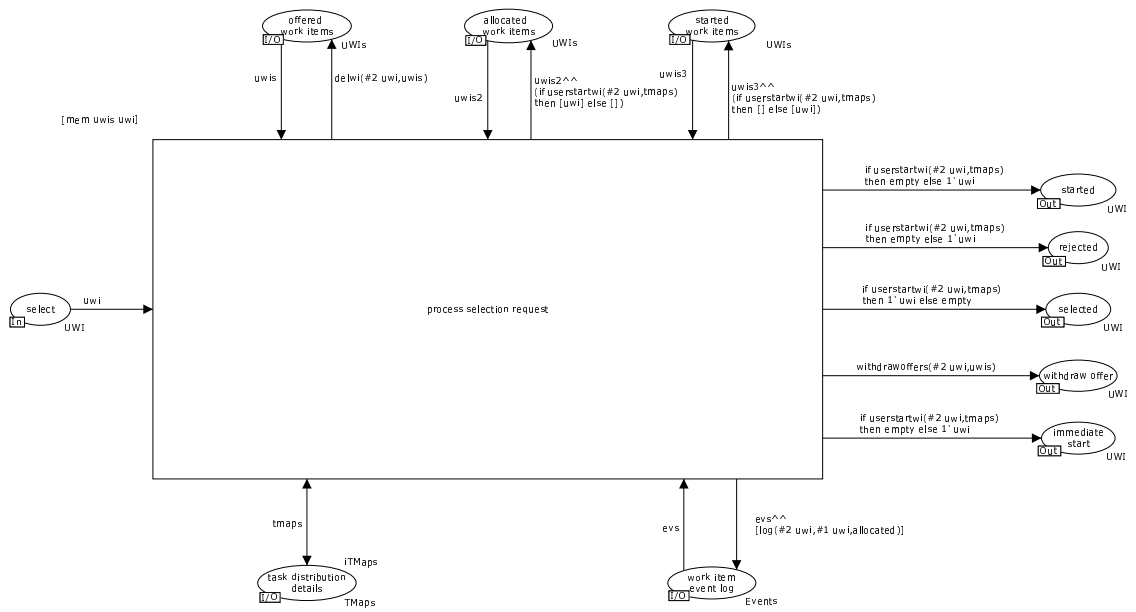 offered
work items
I/O
UWIs
allocated
work items
I/O
UWIs
started
work items
I/O
UWIs
uwis
delwi(#2 uwi,uwis)
uwis2
uwis2^^
(if userstartwi(#2 uwi,tmaps)
then [uwi] else [])
uwis3
uwis3^^
(if userstartwi(#2 uwi,tmaps)
then [] else [uwi])
[mem uwis uwi]
if userstartwi(#2 uwi,tmaps)
then empty else 1`uwi
started
Out
UWI
if userstartwi(#2 uwi,tmaps)
then empty else 1`uwi
rejected
Out
UWI
select
In
UWI
uwi
process selection request
if userstartwi(#2 uwi,tmaps)
then 1`uwi else empty
selected
Out
UWI
withdrawoffers(#2 uwi,uwis)
withdraw offer
Out
UWI
if userstartwi(#2 uwi,tmaps)
then empty else 1`uwi
immediate
start
Out
UWI
tmaps
iTMaps
task distribution
details
I/O
TMaps
evs
evs^^
[log(#2 uwi,#1 uwi,allocated)]
work item
event log
I/O
Events